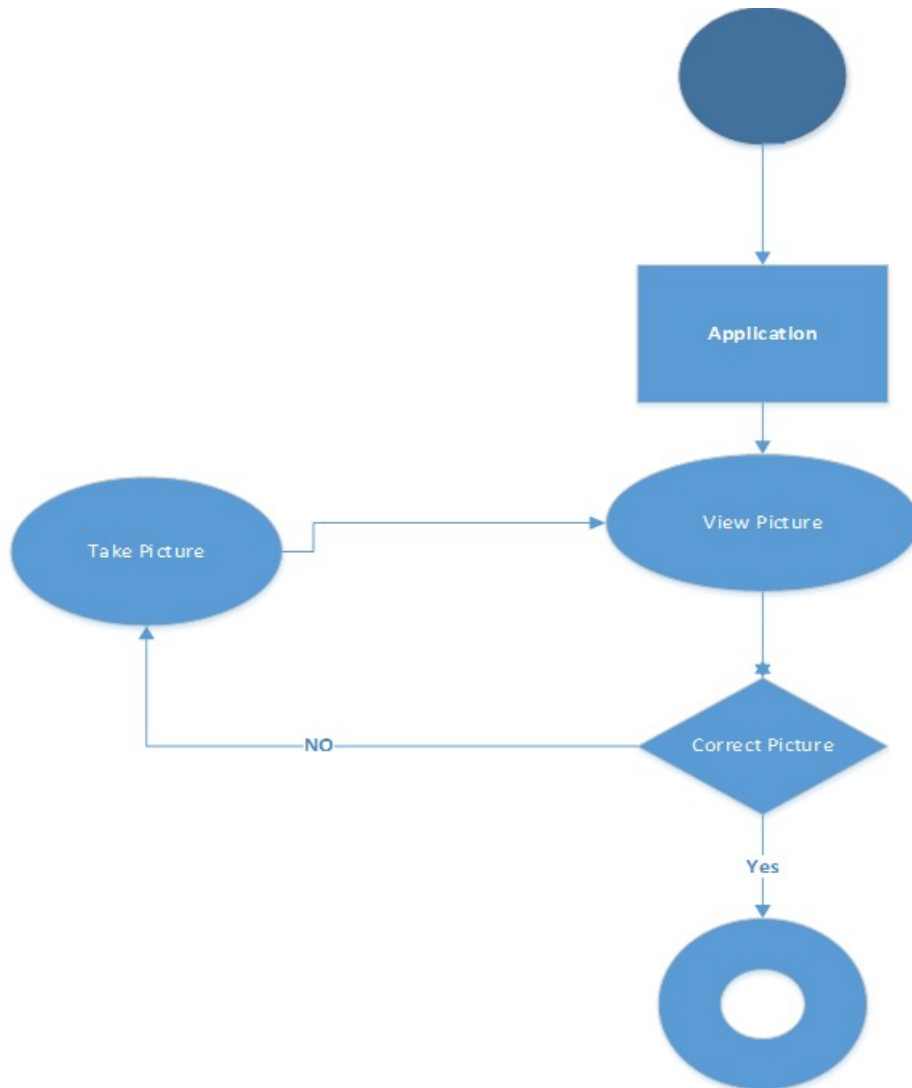 Application
View Picture
Take Picture
Correct Picture
NO
Yes